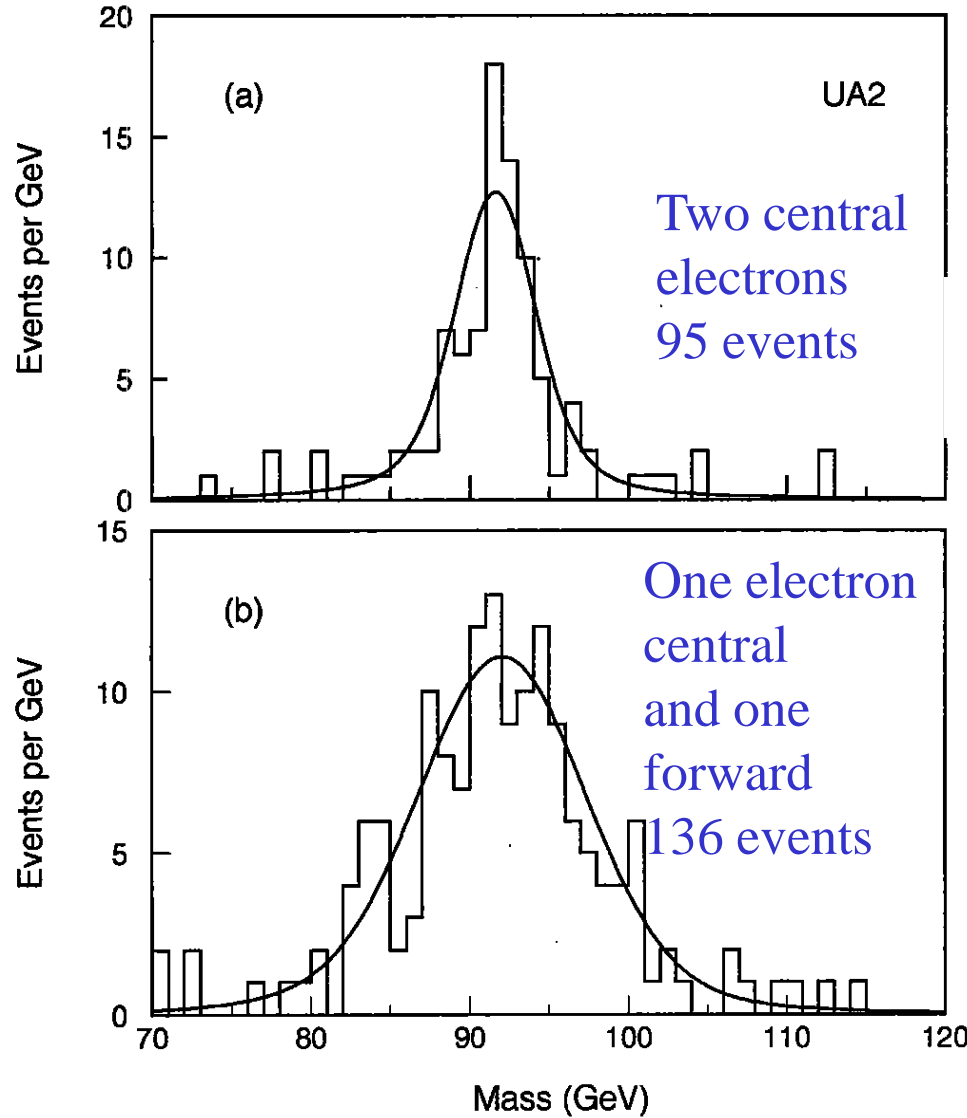 20
15
10
5
0
Events per GeV
(a)
UA2
Two central
electrons
95 events
15
10
5
0
Events per GeV
(b)
One electron
central
and one
forward
136 events
70 80 90 100 110 120
Mass (GeV)